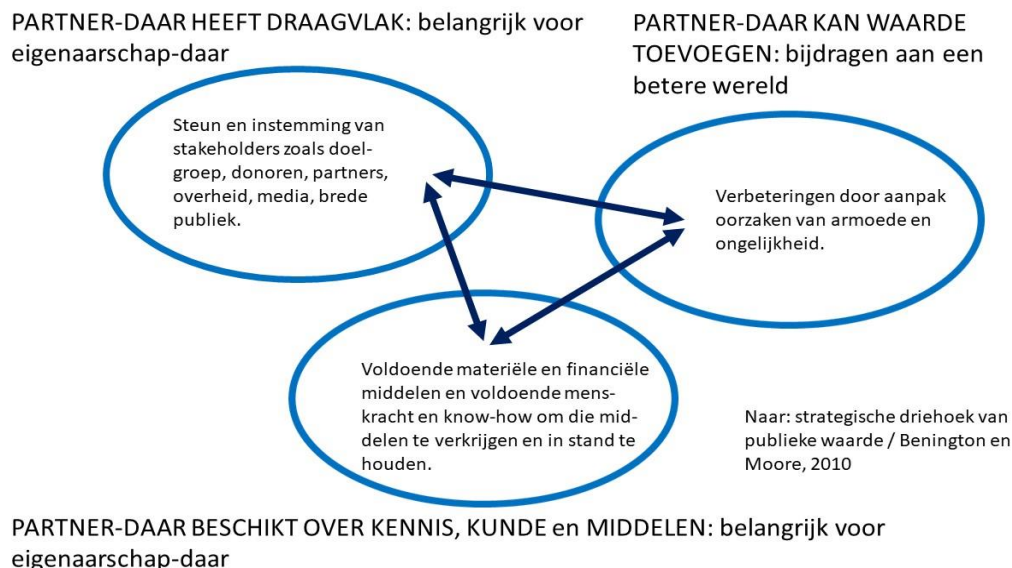 PARTNER-DAAR HEEFT DRAAGVLAK: belangrijk voor
eigenaarschap-daar
PARTNER-DAAR KAN WAARDE
TOEVOEGEN: bijdragen aan een
betere wereld
Steun en instemming van
stakeholders zoals doel-
groep, donoren, partners,
overheid, media, brede
publiek.
Verbeteringen door aanpak
oorzaken van armoede en
ongelijkheid.
Voldoende materiële en financiële
middelen en voldoende mens-
kracht en know-how om die mid-
delen te verkrijgen en in stand te
houden.
Naar: strategische driehoek van
publieke waarde / Benington en
Moore, 2010
PARTNER-DAAR BESCHIKT OVER KENNIS, KUNDE en MIDDELEN: belangrijk voor
eigenaarschap-daar